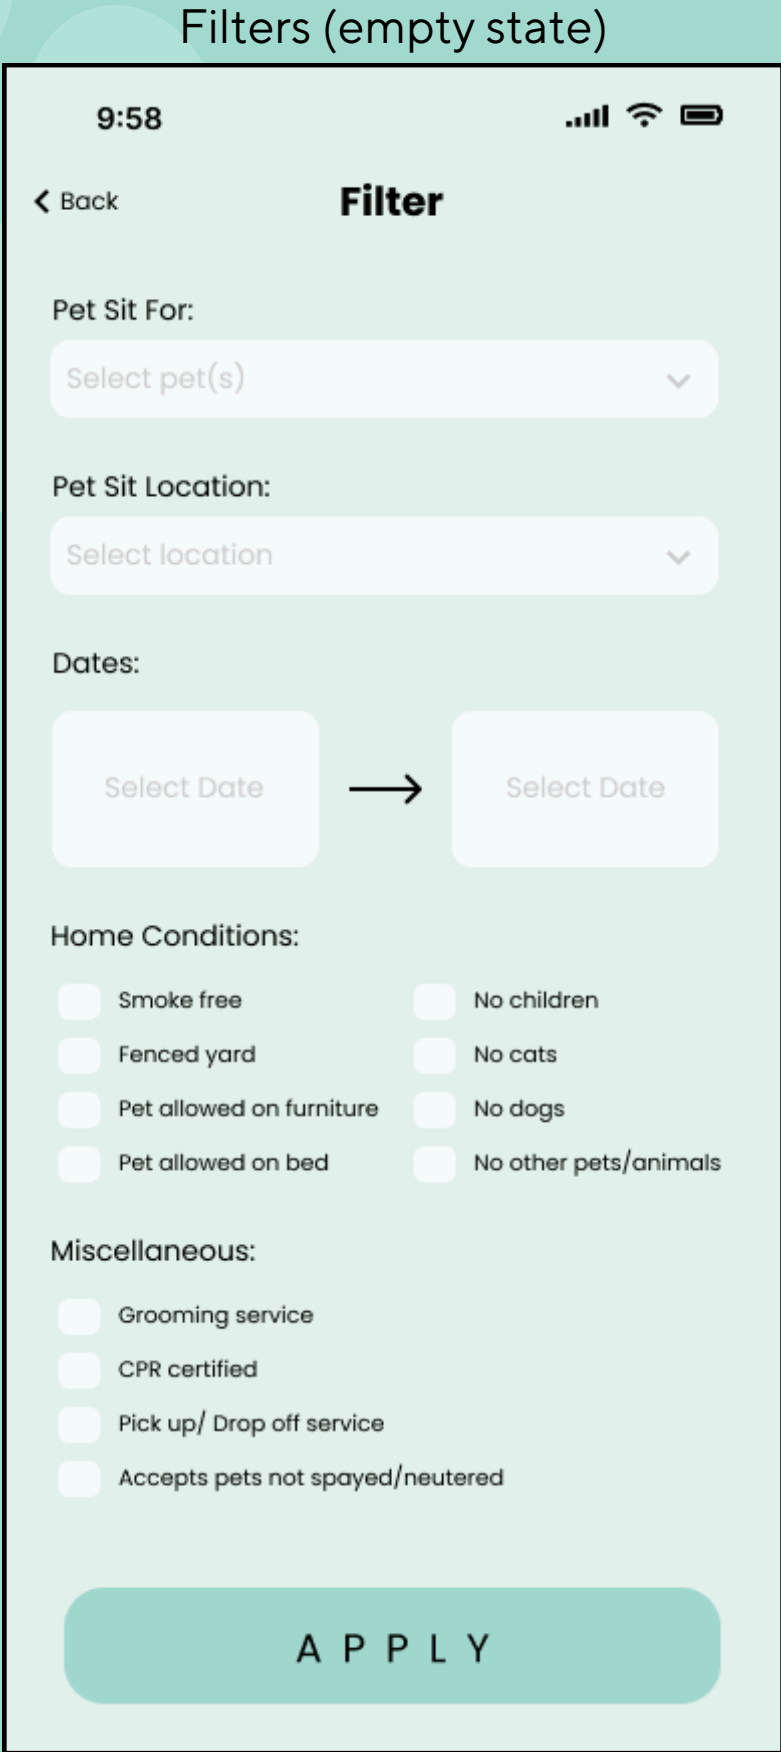 Filters (empty state)
9:58
Back
Filter
Pet Sit For:
Select pet(s)
Pet Sit Location:
Select location
Dates:
Select Date
Select Date
Home Conditions:
Smoke free
No children
Fenced yard
No cats
Pet allowed on furniture
No dogs
Pet allowed on bed
No other pets/animals
Miscellaneous:
Grooming service
CPR certified
Pick up/ Drop off service
Accepts pets not spayed/neutered
APPLY